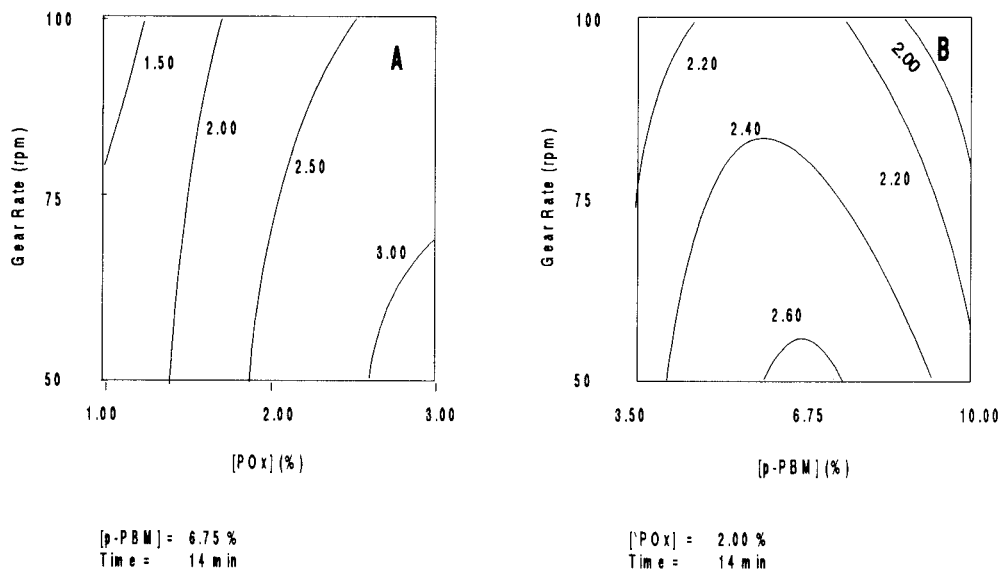 100
75
50
Gear Rate (rpm)
A
1.50
2.00
2.50
3.00
1.00
2.00
3.00
[POx] (%)
[p-PBM] = 6.75 %
Time = 14 min
100
75
50
Gear Rate (rpm)
B
2.20
2.00
2.40
2.20
2.60
3.50
6.75
10.00
[p-PBM] (%)
['POx] = 2.00 %
Time = 14 min